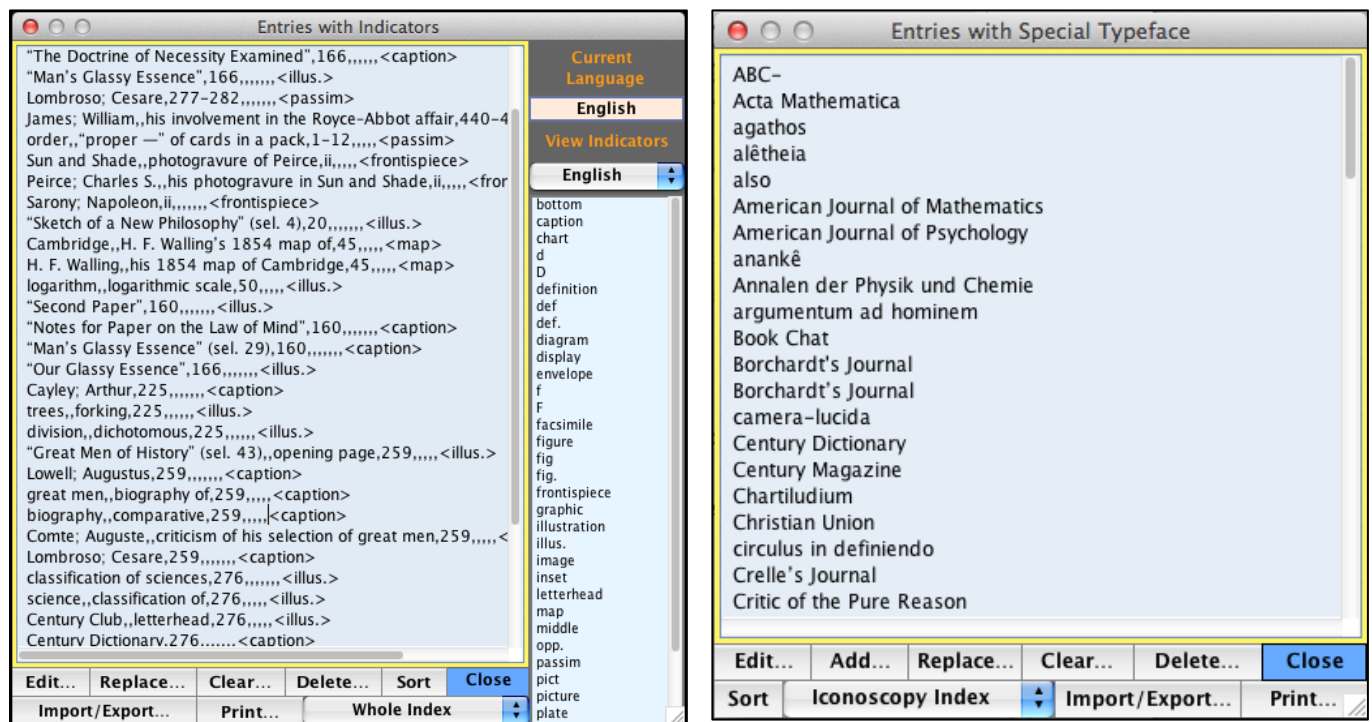 Entries with Indicators
“The Doctrine of Necessity Examined”,166,,,,,,<caption>
“Man’s Glassy Essence”,166,,,,,,,<illus.>
Lombroso; Cesare,277-282,,,,,,,<passim>
James; William,,his involvement in the Royce-Abbot affair,440-4
order,,“proper —” of cards in a pack,1-12,,,,,<passim>
Sun and Shade,,photogravure of Peirce,ii,,,,,<frontispiece>
Peirce; Charles S.,,his photogravure in Sun and Shade,ii,,,,,<fron
Sarony; Napoleon,ii,,,,,,,<frontispiece>
“Sketch of a New Philosophy” (sel. 4),20,,,,,,,<illus.>
Cambridge,,H. F. Walling’s 1854 map of,45,,,,,<map>
H. F. Walling,,his 1854 map of Cambridge,45,,,,,<map>
logarithm,,logarithmic scale,50,,,,,<illus.>
“Second Paper”,160,,,,,,,<illus.>
“Notes for Paper on the Law of Mind”,160,,,,,,,<caption>
“Man’s Glassy Essence” (sel. 29),160,,,,,,,<caption>
“Our Glassy Essence”,166,,,,,,,<illus.>
Cayley; Arthur,225,,,,,,,<caption>
trees,,forking,225,,,,,,<illus.>
division,,dichotomous,225,,,,,,<illus.>
“Great Men of History” (sel. 43),,opening page,259,,,,,<illus.>
Lowell; Augustus,259,,,,,,,<caption>
great men,,biography of,259,,,,,<caption>
biography,,comparative,259,,,,,<caption>
Comte; Auguste,,criticism of his selection of great men,259,,,,,<
Lombroso; Cesare,259,,,,,,,<caption>
classification of sciences,276,,,,,,,<illus.>
science,,classification of,276,,,,,<illus.>
Century Club,,letterhead,276,,,,,<illus.>
Century Dictionary,276,,,,,,,<caption>
Current
Language
English
View Indicators
English
bottom
caption
chart
d
D
definition
def
def.
diagram
display
envelope
f
F
facsimile
figure
fig
fig.
frontispiece
graphic
illustration
illus.
image
inset
letterhead
map
middle
opp.
passim
pict
picture
plate
Edit... Replace... Clear... Delete... Sort Close
Import/Export... Print... Whole Index
Entries with Special Typeface
ABC-
Acta Mathematica
agathos
alêtheia
also
American Journal of Mathematics
American Journal of Psychology
anankê
Annalen der Physik und Chemie
argumentum ad hominem
Book Chat
Borchardt's Journal
Borchardt’s Journal
camera-lucida
Century Dictionary
Century Magazine
Chartiludium
Christian Union
circulus in definiendo
Crelle’s Journal
Critic of the Pure Reason
Edit... Add... Replace... Clear... Delete... Close
Sort Iconoscopy Index Import/Export... Print...